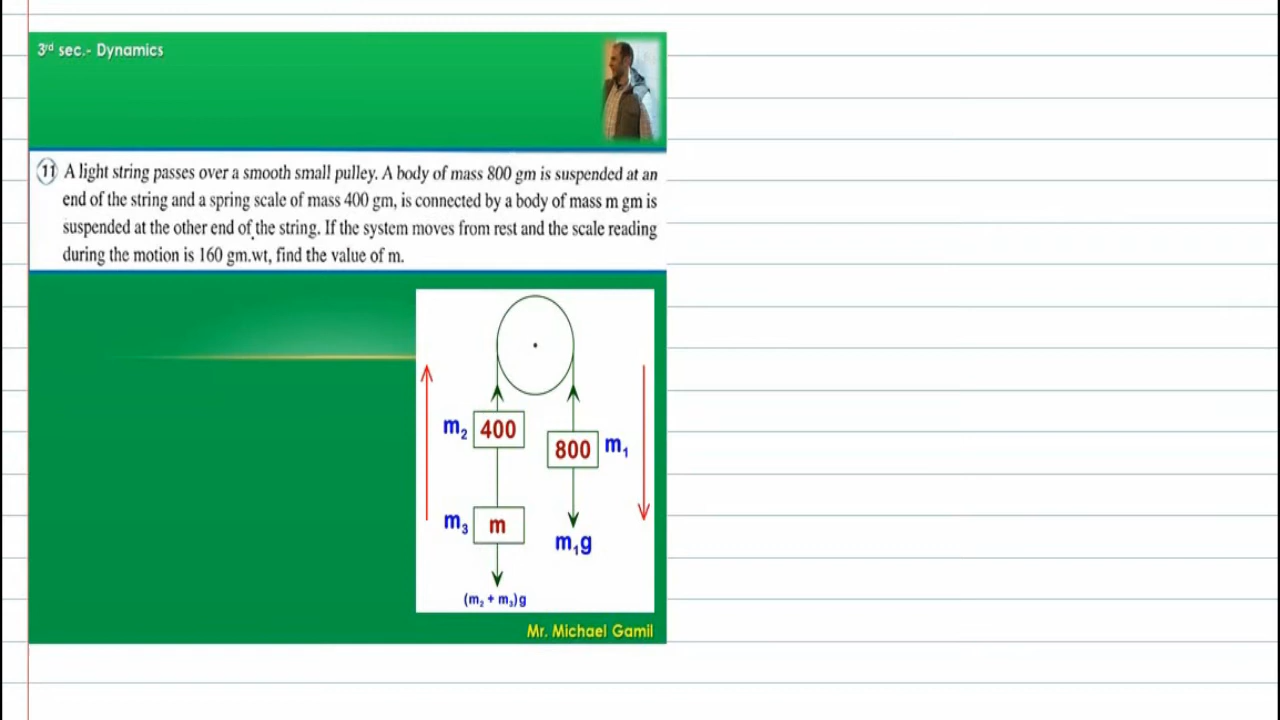 3rd sec.- Dynamics
11 A light string passes over a smooth small pulley. A body of mass 800 gm is suspended at an
end of the string and a spring scale of mass 400 gm, is connected by a body of mass m gm is
suspended at the other end of the string. If the system moves from rest and the scale reading
during the motion is 160 gm.wt, find the value of m.
m₂ 400
800 m₁
m₃ m
m₁g
(m₂ + m₃)g
Mr. Michael Gamil